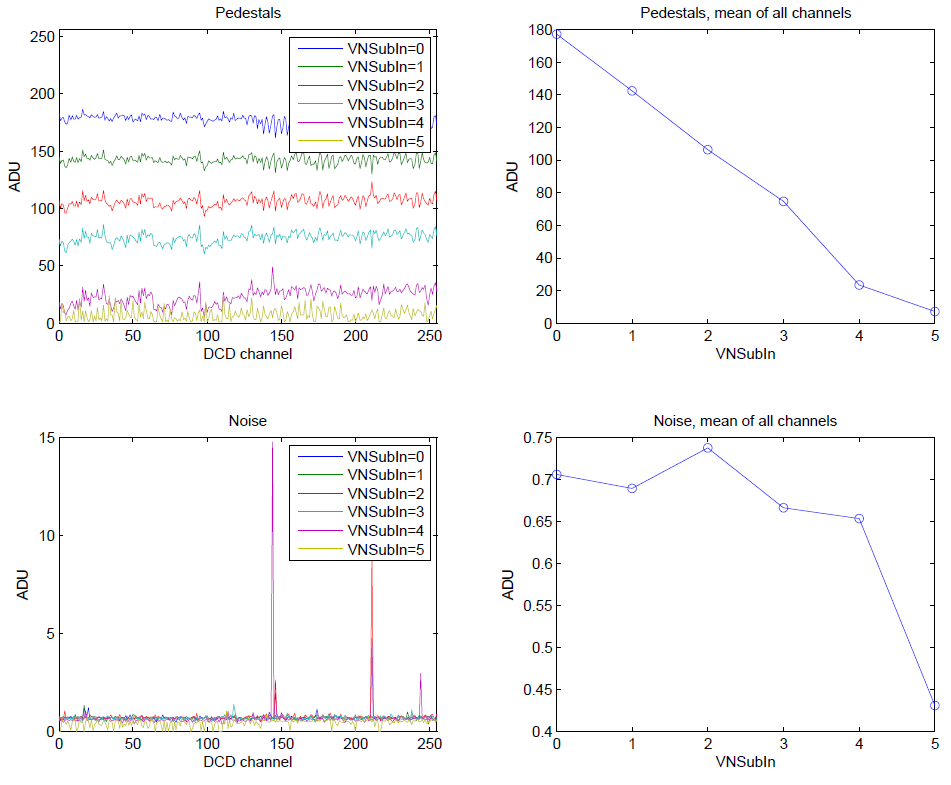 Pedestals
250
200
150
100
50
0
ADU
0 50 100 150 200 250
DCD channel
VNSubIn=0
VNSubIn=1
VNSubIn=2
VNSubIn=3
VNSubIn=4
VNSubIn=5
Pedestals, mean of all channels
180
160
140
120
100
80
60
40
20
0
ADU
0 1 2 3 4 5
VNSubIn
Noise
15
10
5
0
ADU
0 50 100 150 200 250
DCD channel
VNSubIn=0
VNSubIn=1
VNSubIn=2
VNSubIn=3
VNSubIn=4
VNSubIn=5
Noise, mean of all channels
0.75
0.7
0.65
0.6
0.55
0.5
0.45
0.4
ADU
0 1 2 3 4 5
VNSubIn